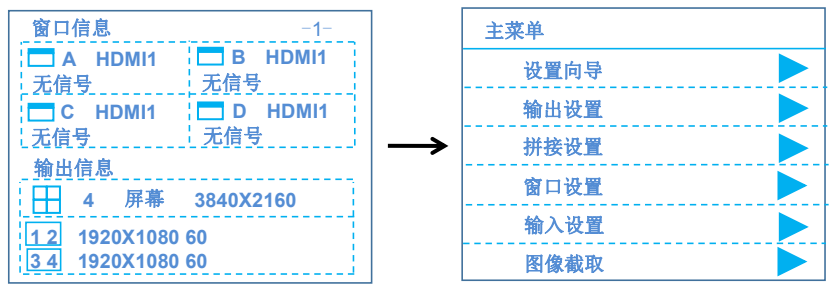 窗口信息 -1-
A HDMI1 B HDMI1
无信号 无信号
C HDMI1 D HDMI1
无信号 无信号
输出信息
4 屏幕 3840X2160
1 2 1920X1080 60
3 4 1920X1080 60
主菜单
设置向导
输出设置
拼接设置
窗口设置
输入设置
图像截取